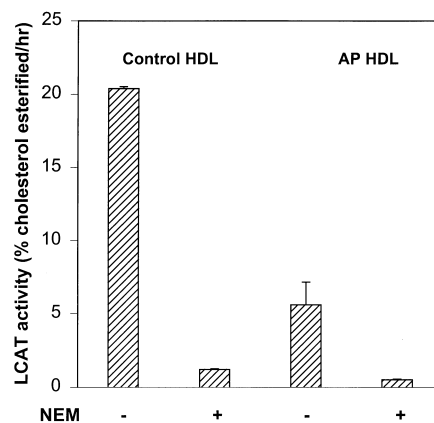 25
Control HDL AP HDL
20
15
10
5
0
LCAT activity (% cholesterol esterified/hr)
NEM - + - +